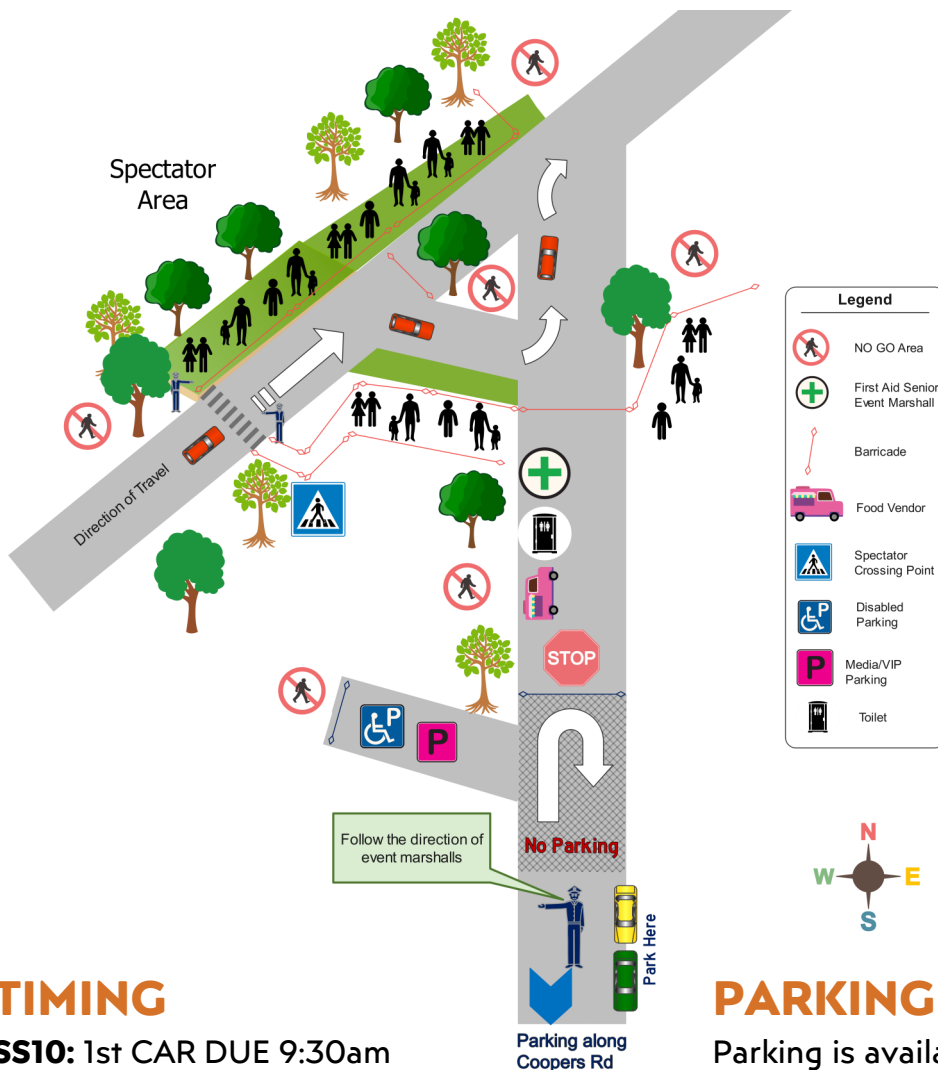 Spectator
Area
Direction of Travel
Legend
NO GO Area
First Aid Senior
Event Marshall
Barricade
Food Vendor
Spectator
Crossing Point
P
Disabled
Parking
P
Media/VIP
Parking
Toilet
STOP
P
P
Follow the direction of
event marshalls
No Parking
N
W
E
S
Park Here
Parking along
Coopers Rd
TIMING
SS10: 1st CAR DUE 9:30am
PARKING
Parking is availa